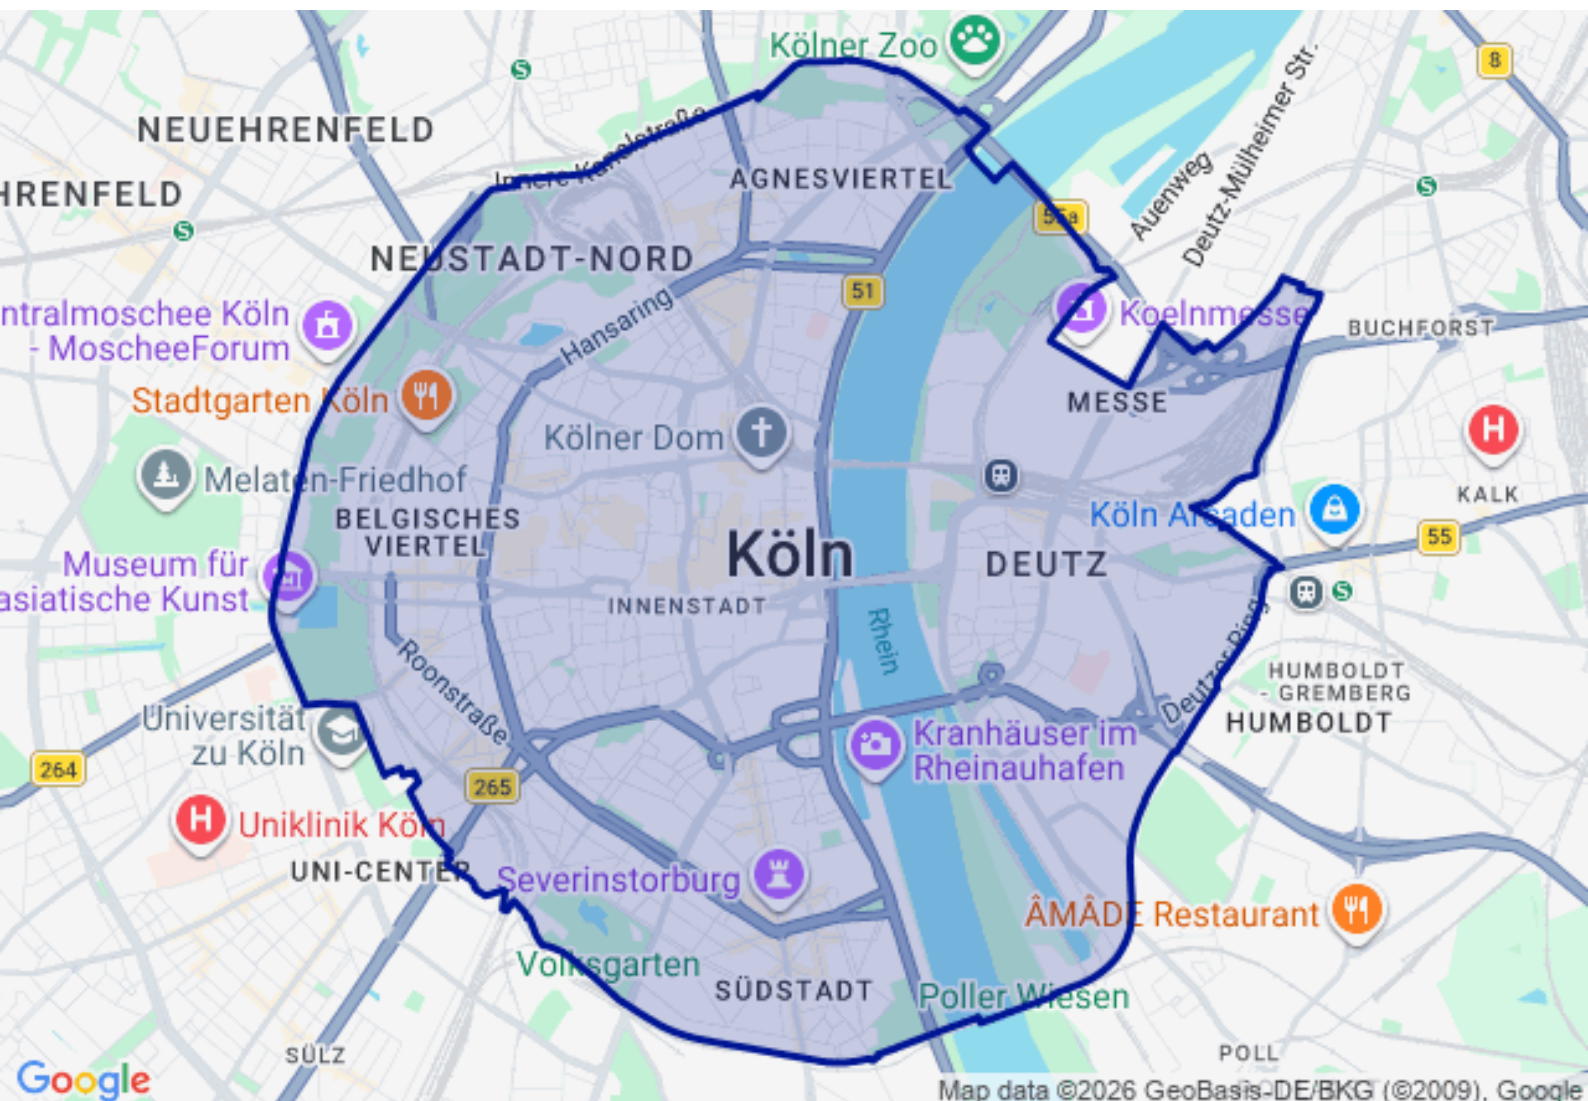 Kölner Zoo
8
S
NEUEHRENFELD
HRENFELD
S
Innere Kanalstraße
AGNESVIERTEL
Auenweg
Deutz-Mülheimer Str.
S
55a
NEUSTADT-NORD
51
ntralmoschee Köln
- MoscheeForum
Hansaring
Koelnmesse
BUCHFORST
Stadtgarten Köln
MESSE
Kölner Dom
H
Melaten-Friedhof
KALK
BELGISCHES
VIERTEL
Köln Arcaden
55
Köln
DEUTZ
Museum für
asiatische Kunst
INNENSTADT
S
Rhein
Roonstraße
Deutzer Ring
HUMBOLDT
- GREMBERG
HUMBOLDT
Universität
zu Köln
Kranhäuser im
Rheinauhafen
264
265
H
Uniklinik Köln
UNI-CENTER
Severinstorburg
ÂMÂDE Restaurant
Volksgarten
SÜDSTADT
Poller Wiesen
SÜLZ
POLL
Google
Map data ©2026 GeoBasis-DE/BKG (©2009), Google